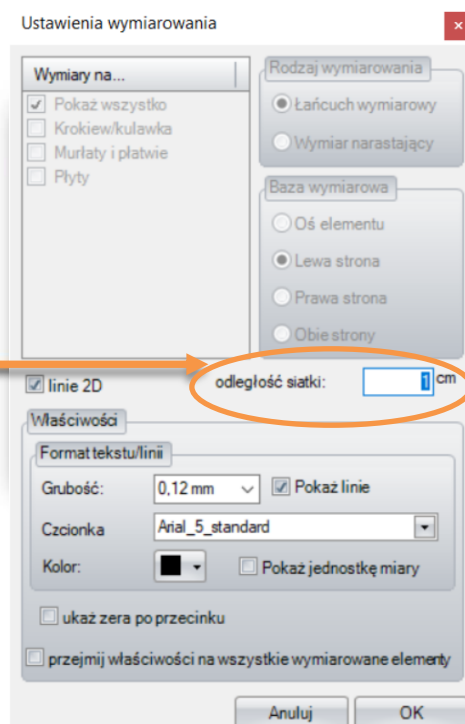 Ustawienia wymiarowania
Wymiary na...
Pokaż wszystko
Krokiew/kulawka
Murłaty i płatwie
Płyty
Rodzaj wymiarowania
Łańcuch wymiarowy
Wymiar narastający
Baza wymiarowa
Oś elementu
Lewa strona
Prawa strona
Obie strony
linie 2D
odległość siatki: 1 cm
Właściwości
Format tekstu/linii
Grubość: 0,12 mm Pokaż linie
Czcionka Arial_5_standard
Kolor: Pokaż jednostkę miary
ukaż zera po przecinku
przejmij właściwości na wszystkie wymiarowane elementy
Anuluj OK